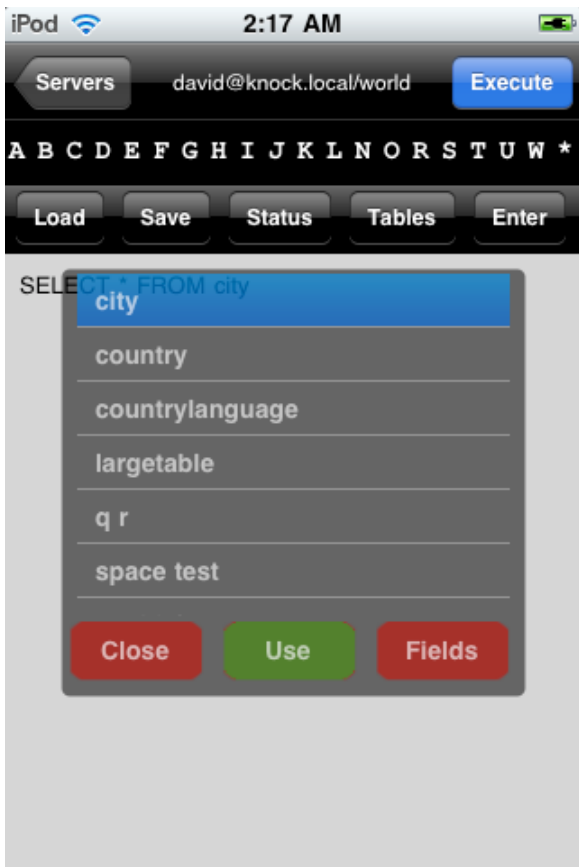 iPod 2:17 AM
Servers david@knock.local/world Execute
A B C D E F G H I J K L N O R S T U W *
Load Save Status Tables Enter
SELECT * FROM city
city
country
countrylanguage
largetable
q r
space test
Close Use Fields